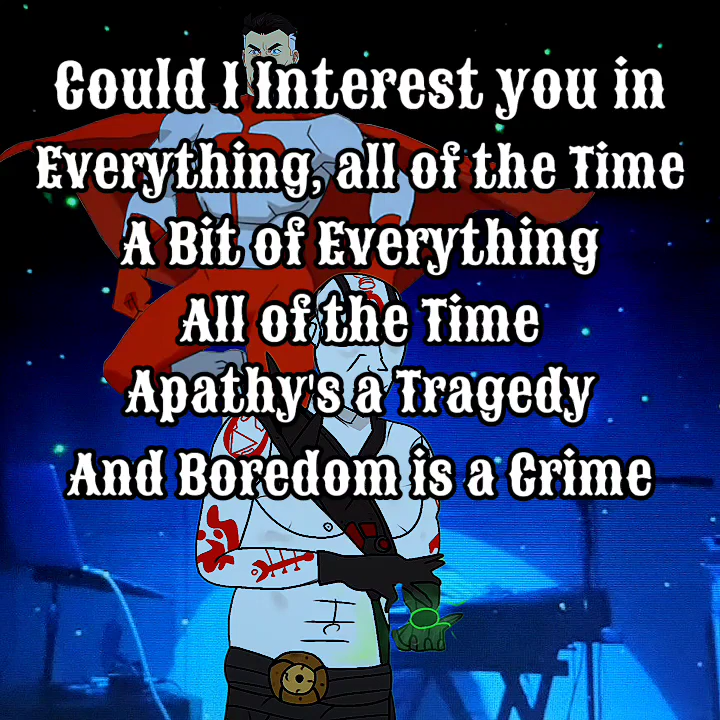 Could I Interest you in
Everything, all of the Time
A Bit of Everything
All of the Time
Apathy's a Tragedy
And Boredom is a Crime